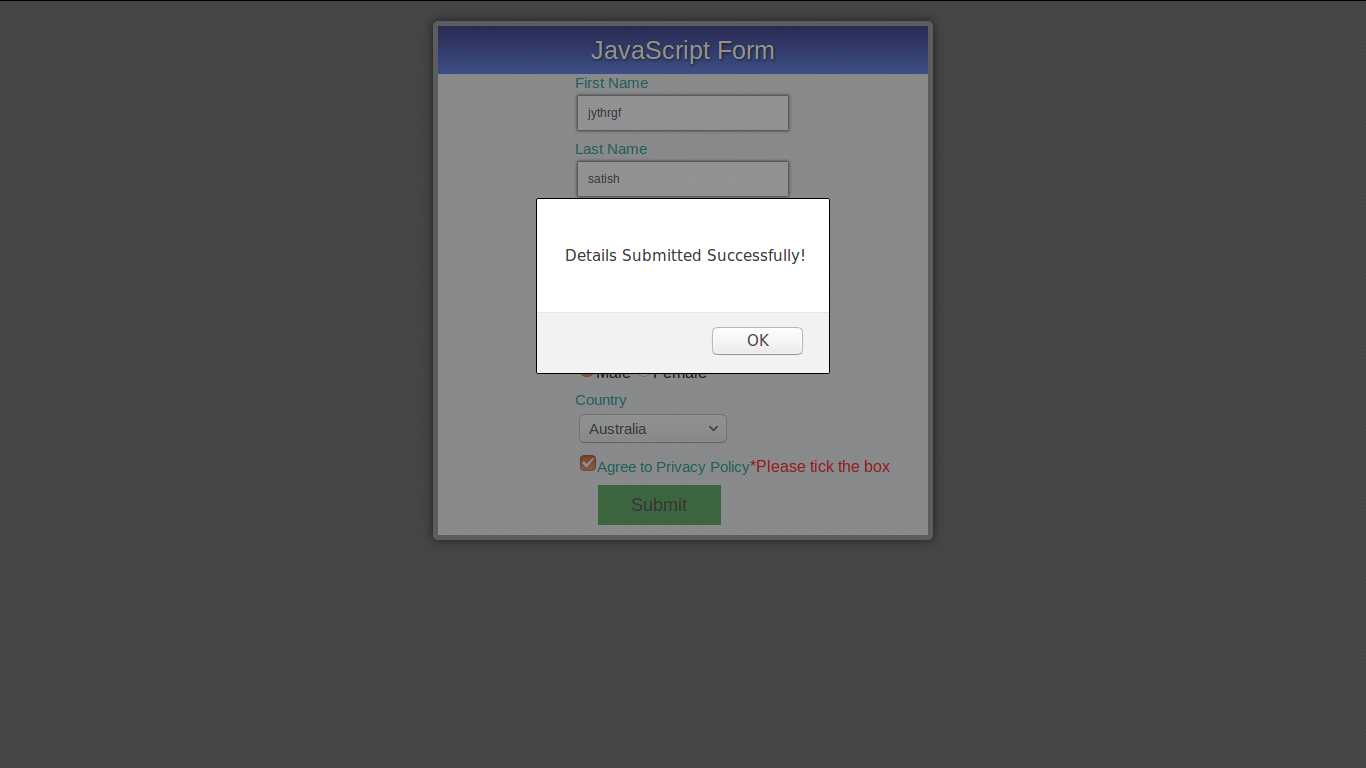 JavaScript Form
First Name
jythrgf
Last Name
satish
Details Submitted Successfully!
OK
Male Female
Country
Australia
Agree to Privacy Policy*Please tick the box
Submit